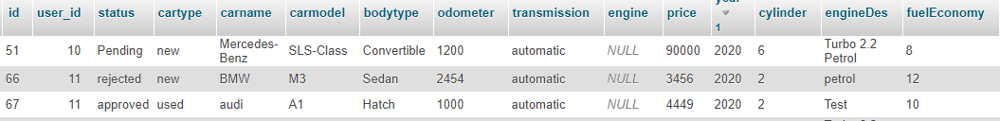 id user_id status cartype carname carmodel bodytype odometer transmission engine price year 1 cylinder engineDes fuelEconomy
51 10 Pending new Mercedes-Benz SLS-Class Convertible 1200 automatic NULL 90000 2020 6 Turbo 2.2 Petrol 8
66 11 rejected new BMW M3 Sedan 2454 automatic NULL 3456 2020 2 petrol 12
67 11 approved used audi A1 Hatch 1000 automatic NULL 4449 2020 2 Test 10